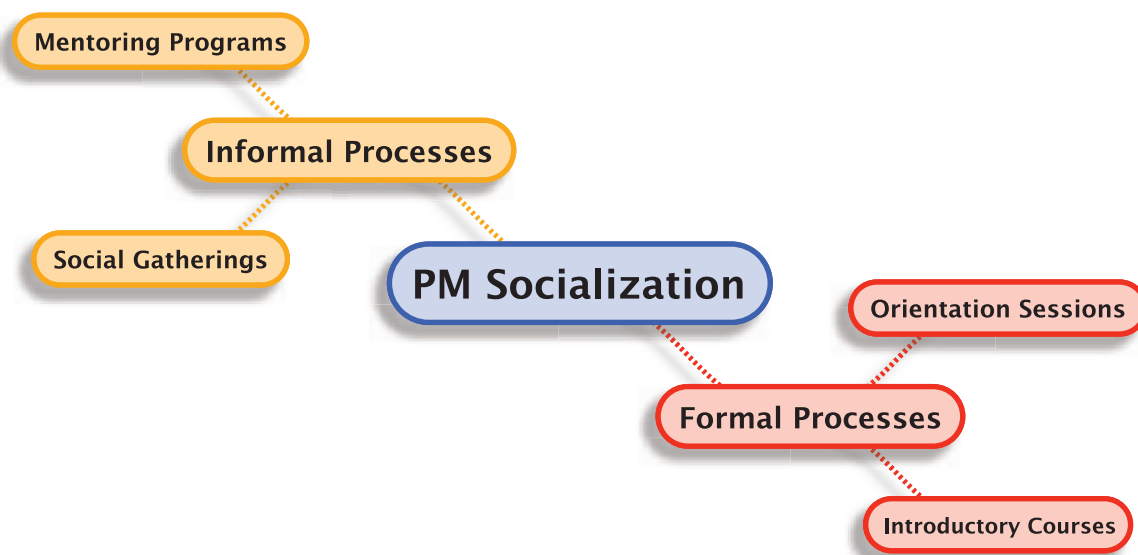 Mentoring Programs
Informal Processes
Social Gatherings
PM Socialization
Orientation Sessions
Formal Processes
Introductory Courses